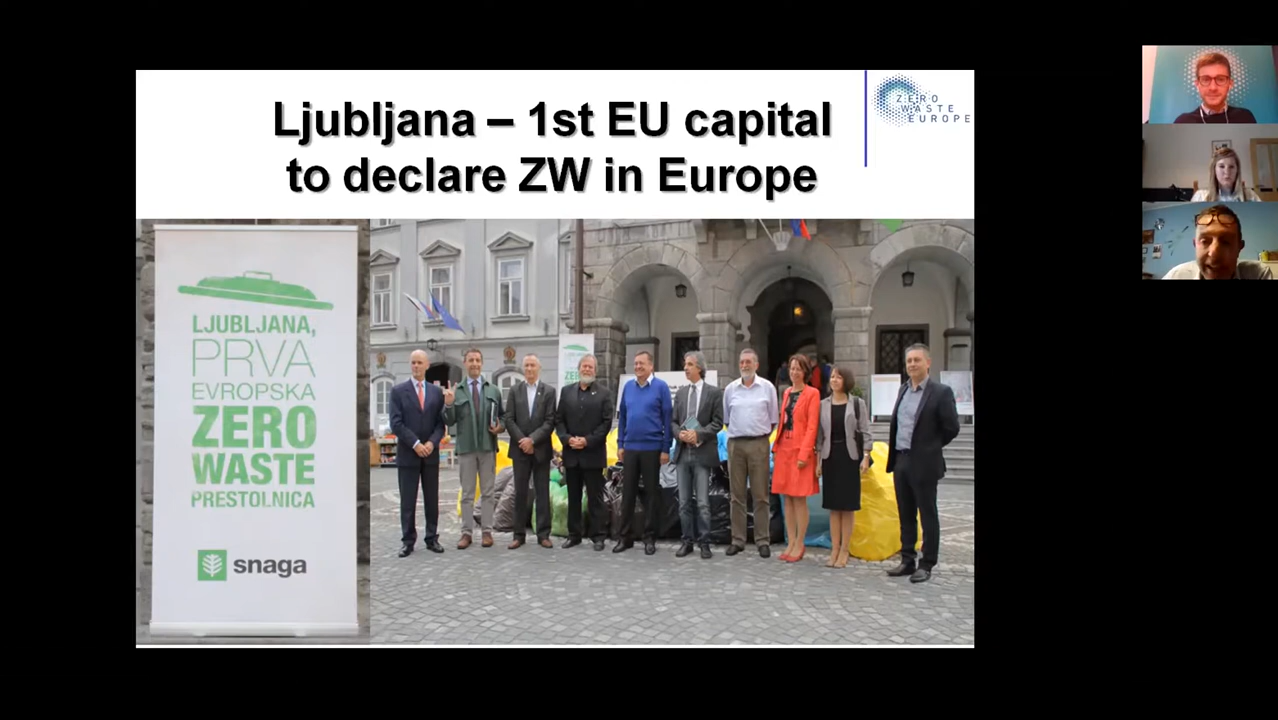 Ljubljana – 1st EU capital
to declare ZW in Europe
ZERO
WASTE
EUROPE
LJUBLJANA,
PRVA
EVROPSKA
ZERO
WASTE
PRESTOLNICA
snaga
ZERO